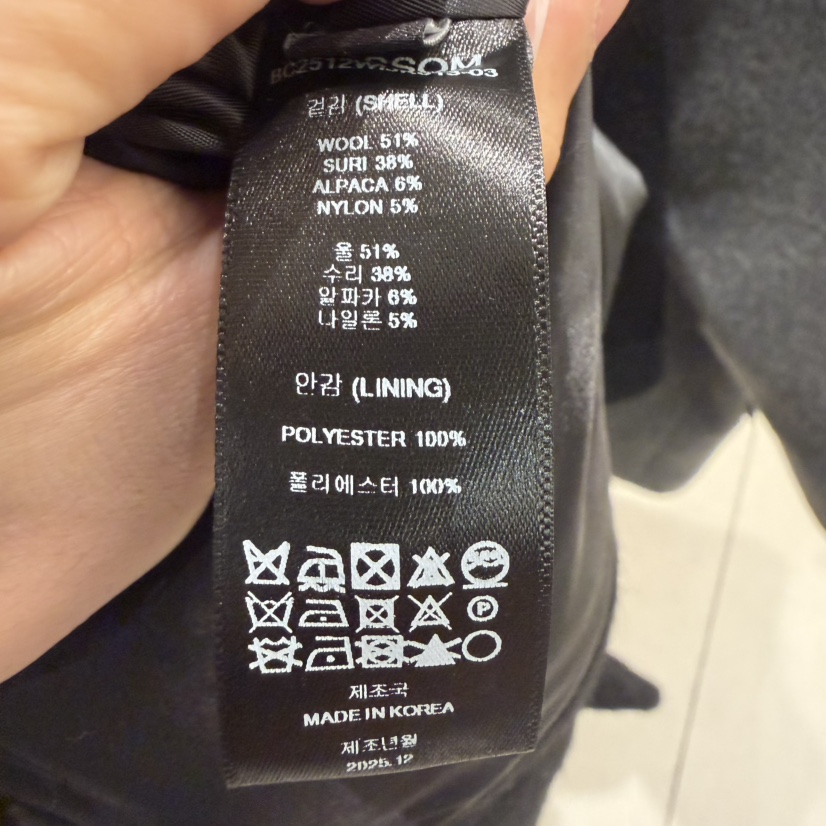 겉감 (SHELL)
WOOL 51%
SURI 38%
ALPACA 6%
NYLON 5%
울 51%
수리 38%
알파카 6%
나일론 5%
안감 (LINING)
POLYESTER 100%
폴리에스터 100%
P
제조국
MADE IN KOREA
제조년월
2025.12